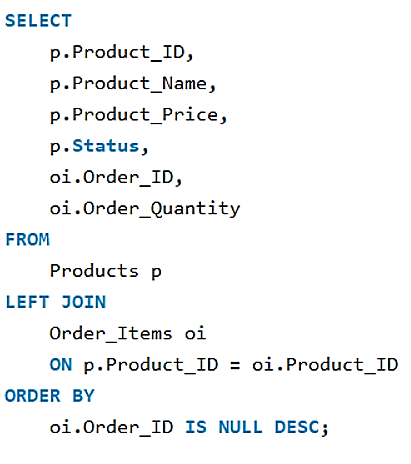 SELECT
    p.Product_ID,
    p.Product_Name,
    p.Product_Price,
    p.Status,
    oi.Order_ID,
    oi.Order_Quantity
FROM
    Products p
LEFT JOIN
    Order_Items oi
    ON p.Product_ID = oi.Product_ID
ORDER BY
    oi.Order_ID IS NULL DESC;